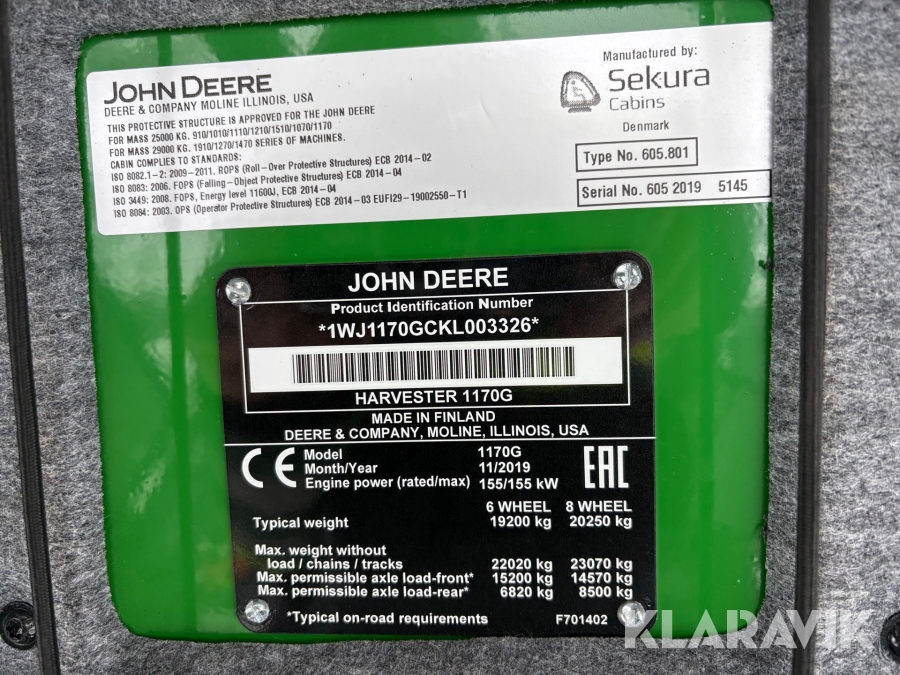 JOHN DEERE
DEERE & COMPANY MOLINE ILLINOIS, USA
THIS PROTECTIVE STRUCTURE IS APPROVED FOR THE JOHN DEERE
FOR MASS 25000 KG. 910/1010/1110/1210/1510/1070/1170
FOR MASS 29000 KG. 1910/1270/1470 SERIES OF MACHINES.
CABIN COMPLIES TO STANDARDS:
ISO 8082.1-2: 2009-2011. ROPS (Roll-Over Protective Structures) ECB 2014-02
ISO 8083: 2006. FOPS (Falling-Object Protective Structures) ECB 2014-04
ISO 3449: 2008. FOPS, Energy level 11600J, ECB 2014-04
ISO 8084: 2003. OPS (Operator Protective Structures) ECB 2014-03 EUFI29-19002550-T1
Manufactured by:
Sekura
Cabins
Denmark
Type No. 605.801
Serial No. 605 2019 5145
JOHN DEERE
Product Identification Number
*1WJ1170GCKL003326*
HARVESTER 1170G
MADE IN FINLAND
DEERE & COMPANY, MOLINE, ILLINOIS, USA
CE
Model 1170G
Month/Year 11/2019
Engine power (rated/max) 155/155 kW
EAC
6 WHEEL 8 WHEEL
Typical weight 19200 kg 20250 kg
Max. weight without
load / chains / tracks 22020 kg 23070 kg
Max. permissible axle load-front* 15200 kg 14570 kg
Max. permissible axle load-rear* 6820 kg 8500 kg
*Typical on-road requirements F701402
KLARAVIK